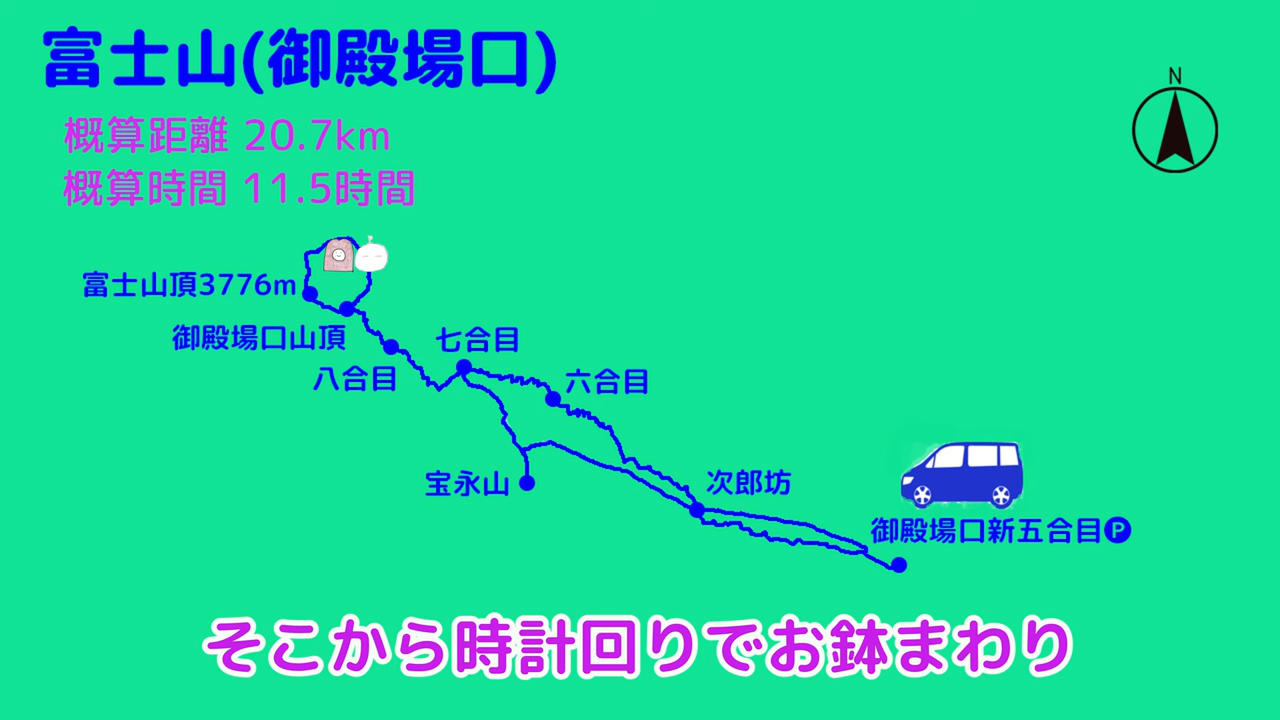 富士山(御殿場口)
N
概算距離 20.7km
概算時間 11.5時間
富士山頂3776m
御殿場口山頂
七合目
八合目
六合目
宝永山
次郎坊
御殿場口新五合目P
そこから時計回りでお鉢まわり